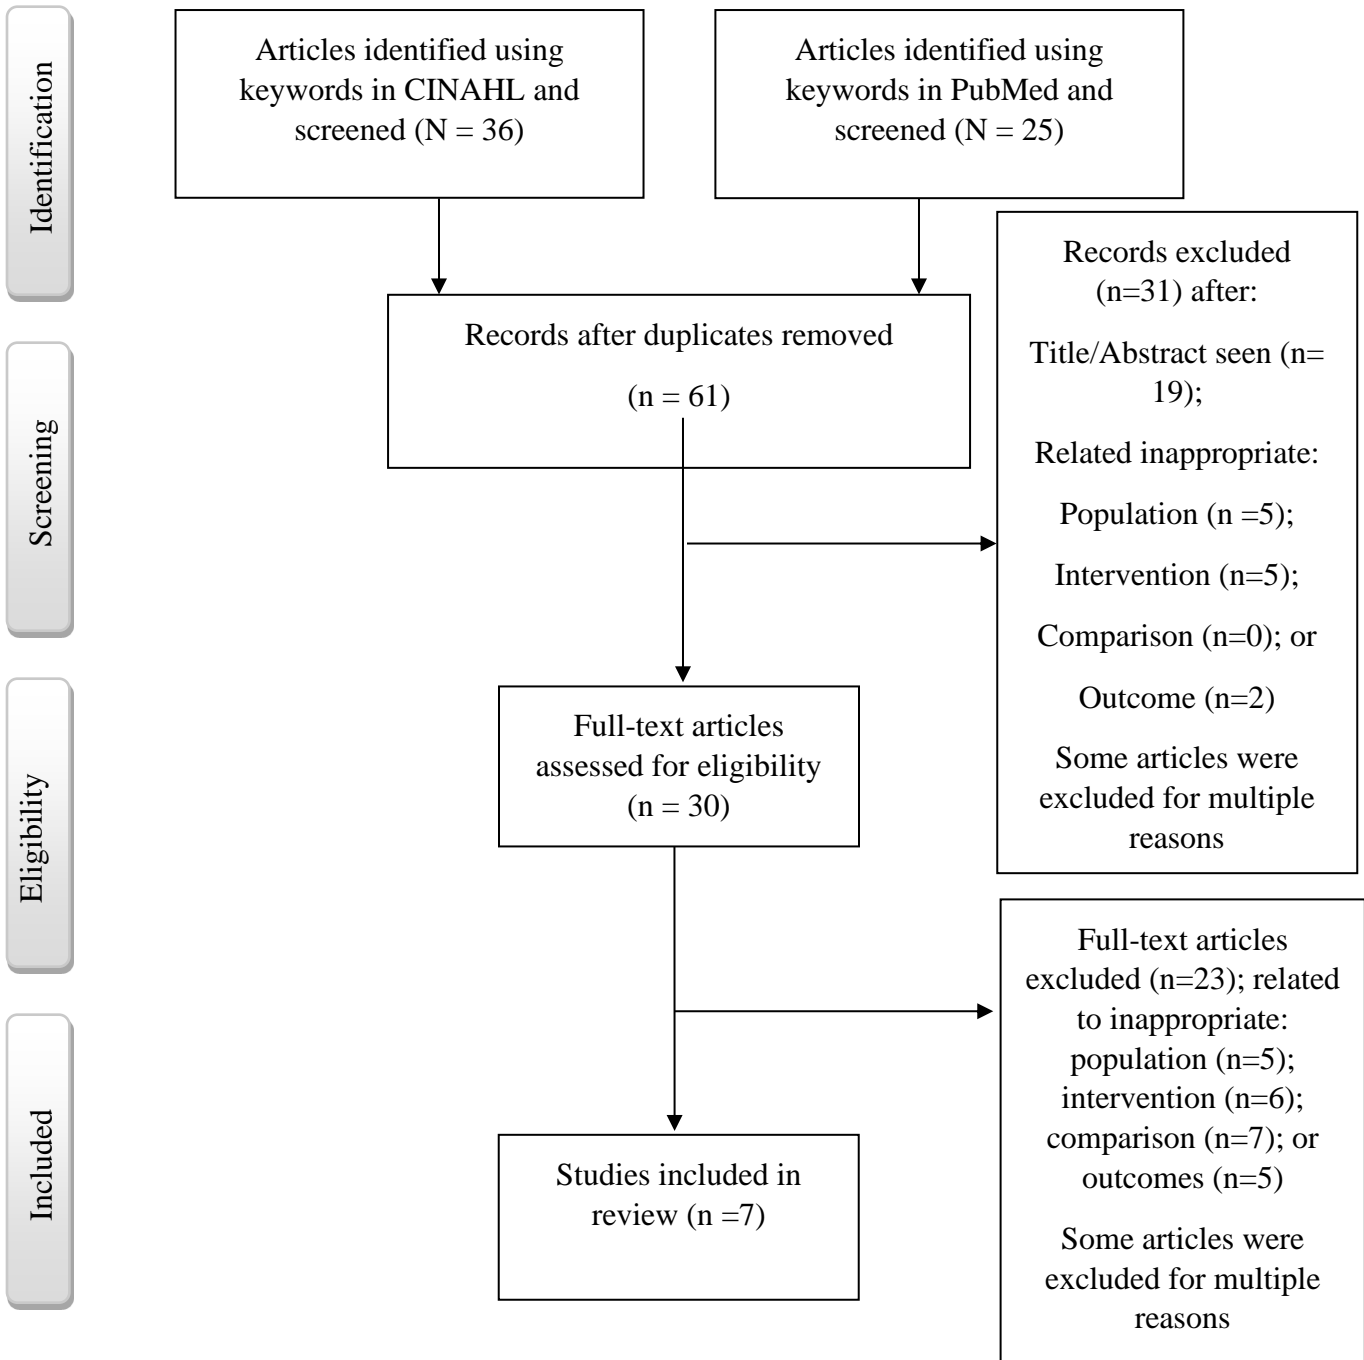 Identification
Articles identified using
keywords in CINAHL and
screened (N = 36)
Articles identified using
keywords in PubMed and
screened (N = 25)
Records after duplicates removed
(n = 61)
Screening
Records excluded
(n=31) after:
Title/Abstract seen (n=
19);
Related inappropriate:
Population (n =5);
Intervention (n=5);
Comparison (n=0); or
Outcome (n=2)
Some articles were
excluded for multiple
reasons
Eligibility
Full-text articles
assessed for eligibility
(n = 30)
Full-text articles
excluded (n=23); related
to inappropriate:
population (n=5);
intervention (n=6);
comparison (n=7); or
outcomes (n=5)
Some articles were
excluded for multiple
reasons
Included
Studies included in
review (n =7)